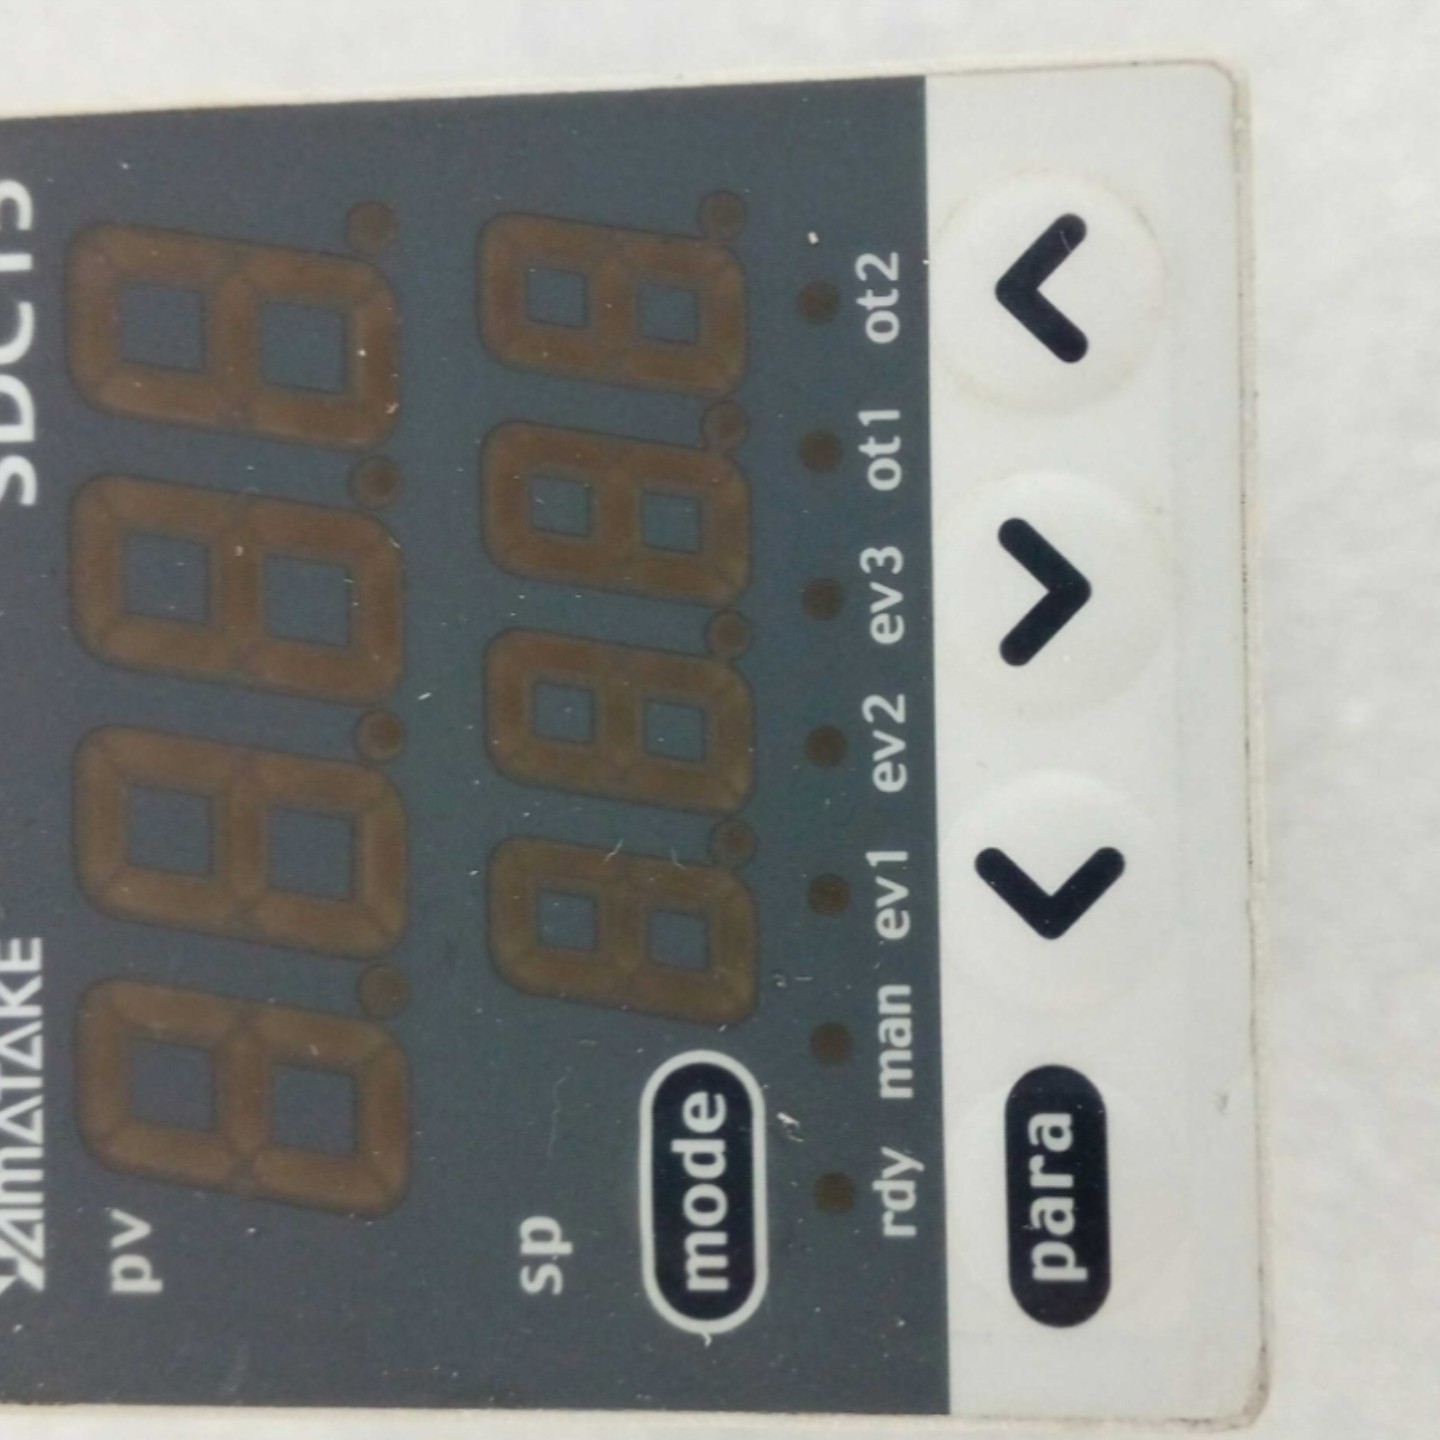 YAMATAKE SDC15
pv
sp
mode
rdy man ev1 ev2 ev3 ot1 ot2
para